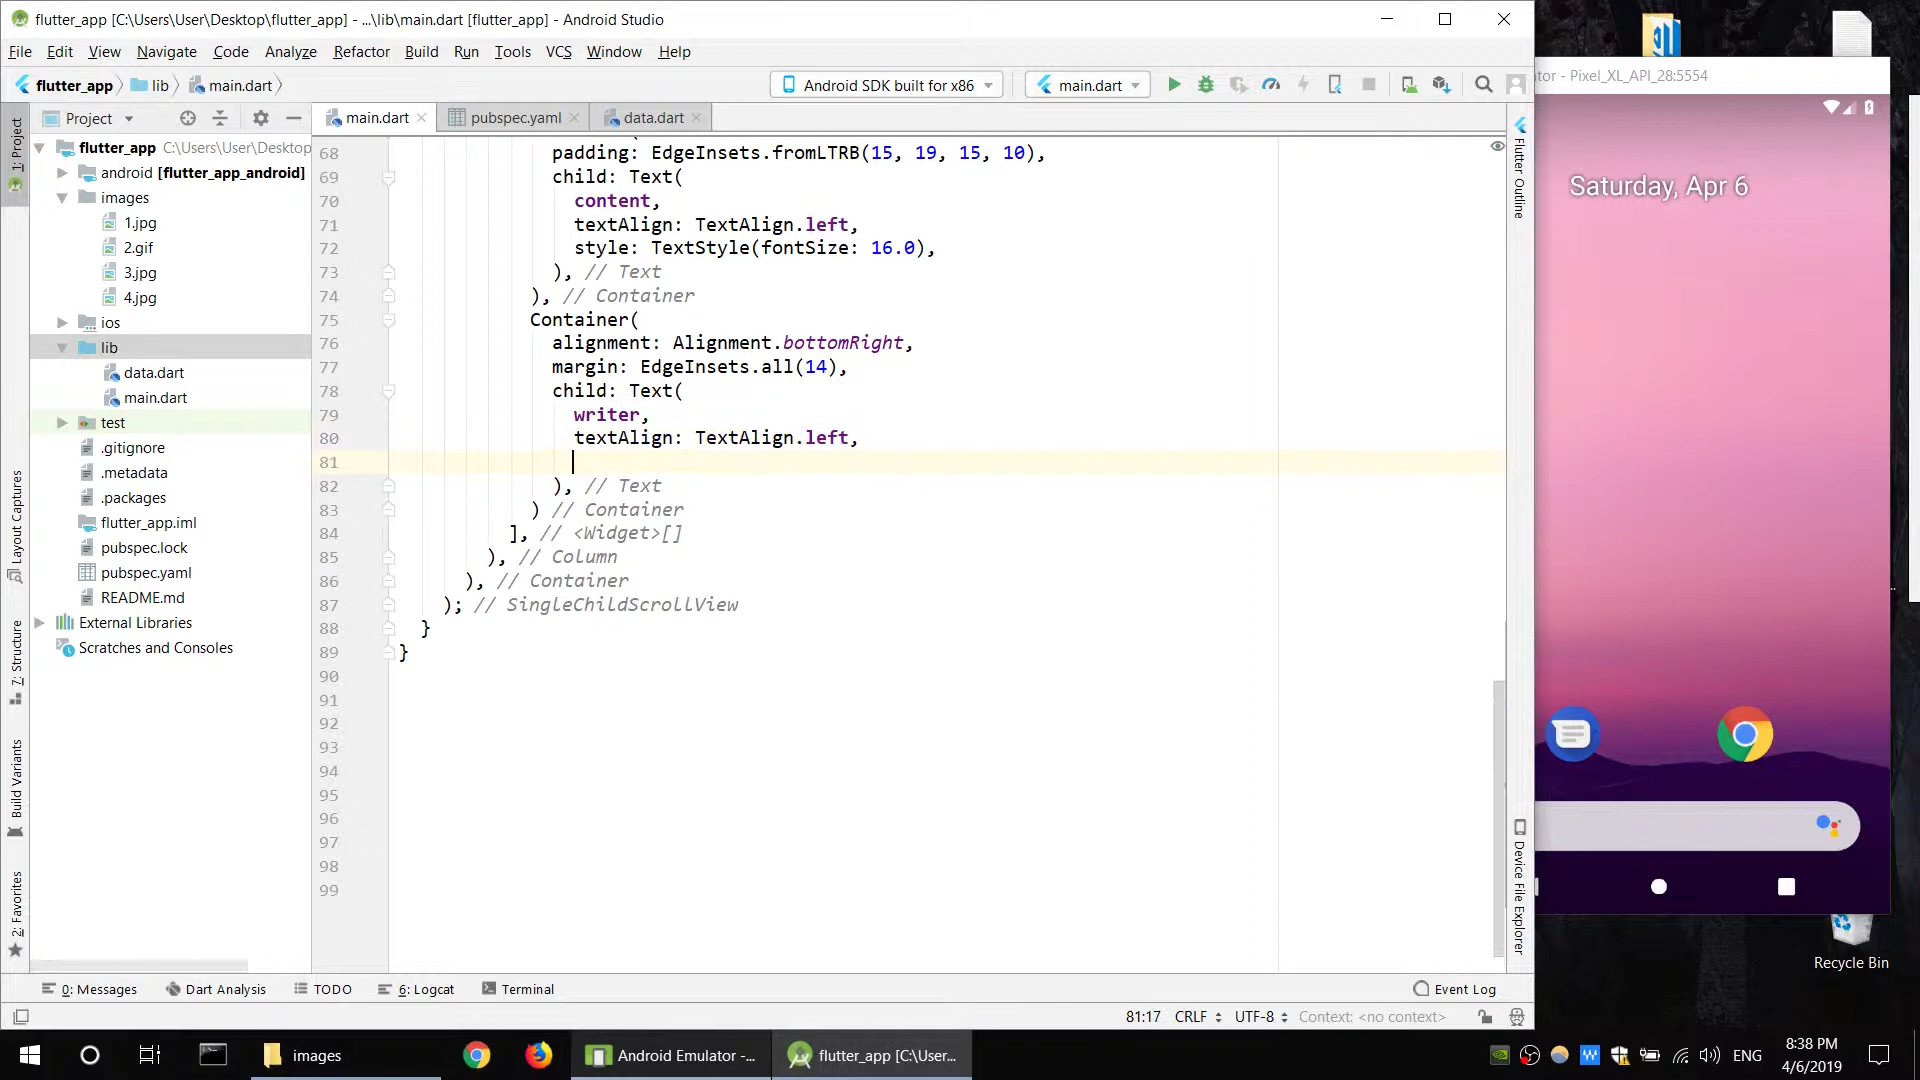 flutter_app [C:\Users\User\Desktop\flutter_app] - ...\lib\main.dart [flutter_app] - Android Studio
File Edit View Navigate Code Analyze Refactor Build Run Tools VCS Window Help
flutter_app lib main.dart Android SDK built for x86 main.dart
Project main.dart pubspec.yaml data.dart
flutter_app C:\Users\User\Desktop
android [flutter_app_android]
images
1.jpg
2.gif
3.jpg
4.jpg
ios
lib
data.dart
main.dart
test
.gitignore
.metadata
.packages
flutter_app.iml
pubspec.lock
pubspec.yaml
README.md
External Libraries
Scratches and Consoles
1: Project
Layout Captures
7: Structure
Build Variants
2: Favorites
68 padding: EdgeInsets.fromLTRB(15, 19, 15, 10),
69 child: Text(
70 content,
71 textAlign: TextAlign.left,
72 style: TextStyle(fontSize: 16.0),
73 ), // Text
74 ), // Container
75 Container(
76 alignment: Alignment.bottomRight,
77 margin: EdgeInsets.all(14),
78 child: Text(
79 writer,
80 textAlign: TextAlign.left,
81
82 ), // Text
83 ) // Container
84 ], // <Widget>[]
85 ), // Column
86 ), // Container
87 ); // SingleChildScrollView
88 }
89 }
90
91
92
93
94
95
96
97
98
99
Flutter Outline
Device File Explorer
tor - Pixel_XL_API_28:5554
Saturday, Apr 6
Recycle Bin
0: Messages Dart Analysis TODO 6: Logcat Terminal Event Log
81:17 CRLF UTF-8 Context: <no context>
images Android Emulator -... flutter_app [C:\User... ENG 8:38 PM
4/6/2019